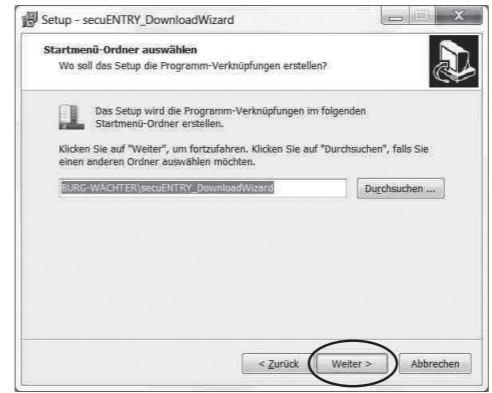 Setup - secuENTRY_DownloadWizard
Startmenü-Ordner auswählen
Wo soll das Setup die Programm-Verknüpfungen erstellen?
Das Setup wird die Programm-Verknüpfungen im folgenden
Startmenü-Ordner erstellen.
Klicken Sie auf "Weiter", um fortzufahren. Klicken Sie auf "Durchsuchen", falls Sie
einen anderen Ordner auswählen möchten.
BURG-WÄCHTER\secuENTRY_DownloadWizard
Durchsuchen ...
< Zurück Weiter > Abbrechen